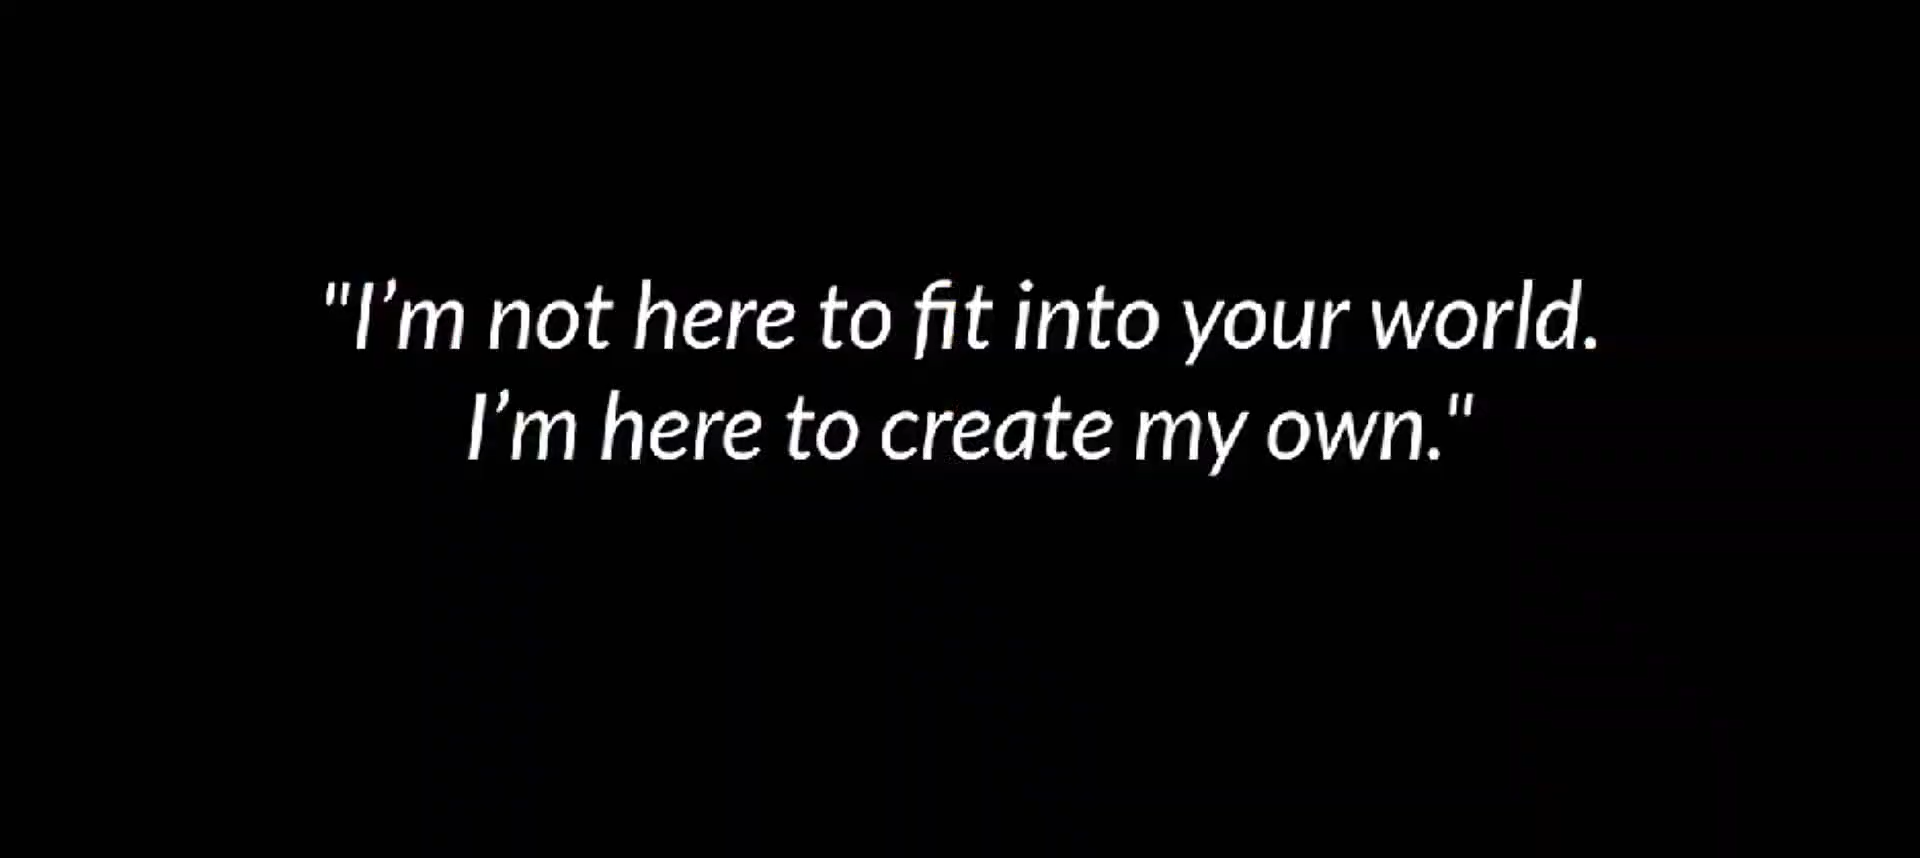 "I’m not here to fit into your world.
I’m here to create my own."